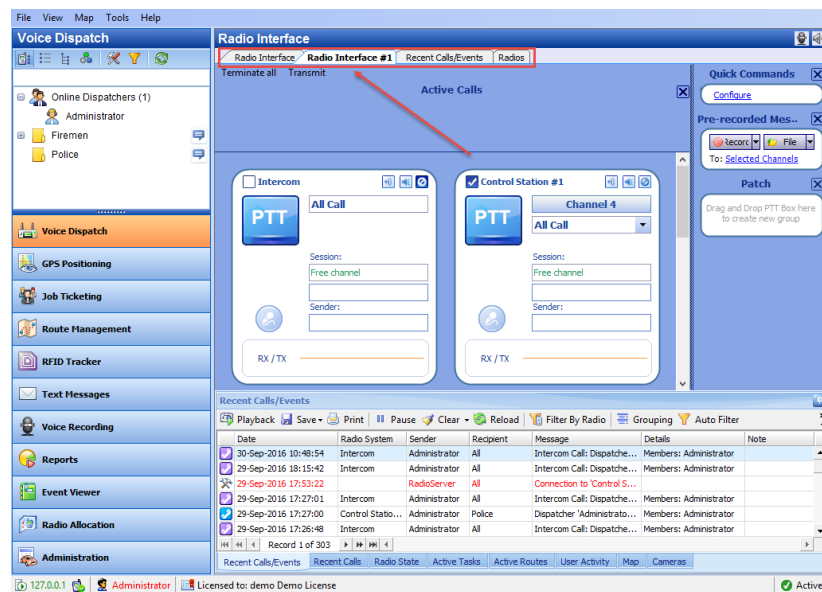 File View Map Tools Help
Voice Dispatch
Online Dispatchers (1)
Administrator
Firemen
Police
Voice Dispatch
GPS Positioning
Job Ticketing
Route Management
RFID Tracker
Text Messages
Voice Recording
Reports
Event Viewer
Radio Allocation
Administration
Radio Interface
Radio Interface Radio Interface #1 Recent Calls/Events Radios
Terminate all Transmit
Active Calls
Intercom
PTT
All Call
Session:
Free channel
Sender:
RX / TX
Control Station #1
PTT
Channel 4
All Call
Session:
Free channel
Sender:
RX / TX
Quick Commands
Configure
Pre-recorded Mes..
Recorc File
To: Selected Channels
Patch
Drag and Drop PTT Box here
to create new group
Recent Calls/Events
Playback Save Print Pause Clear Reload Filter By Radio Grouping Auto Filter
Date Radio System Sender Recipient Message Details Note
30-Sep-2016 10:48:54 Intercom Administrator All Intercom Call: Dispatche... Members: Administrator
29-Sep-2016 18:15:42 Intercom Administrator All Intercom Call: Dispatche... Members: Administrator
29-Sep-2016 17:53:22 RadioServer All Connection to 'Control S...
29-Sep-2016 17:27:01 Intercom Administrator All Intercom Call: Dispatche... Members: Administrator
29-Sep-2016 17:27:00 Control Statio... Administrator Police Dispatcher 'Administrato... Members: Administrator
29-Sep-2016 17:26:48 Intercom Administrator All Intercom Call: Dispatche... Members: Administrator
Record 1 of 303
Recent Calls/Events Recent Calls Radio State Active Tasks Active Routes User Activity Map Cameras
127.0.0.1 Administrator Licensed to: demo Demo License Active